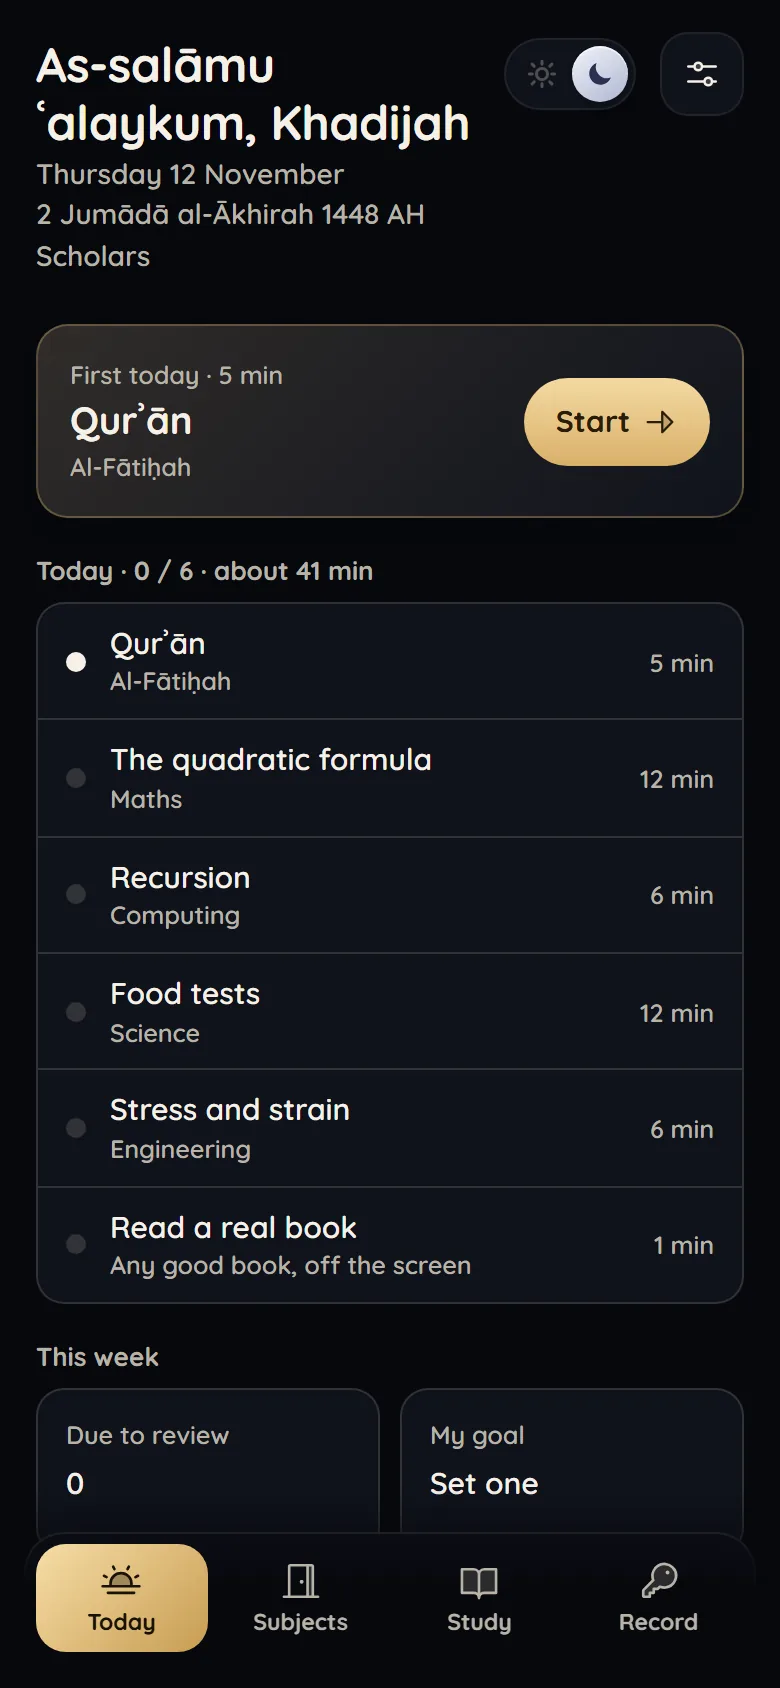 As-salāmu
ʿalaykum, Khadijah
Thursday 12 November
2 Jumādā al-Ākhirah 1448 AH
Scholars
First today · 5 min
Qurʾān
Al-Fātiḥah
Start
Today · 0 / 6 · about 41 min
Qurʾān
Al-Fātiḥah
5 min
The quadratic formula
Maths
12 min
Recursion
Computing
6 min
Food tests
Science
12 min
Stress and strain
Engineering
6 min
Read a real book
Any good book, off the screen
1 min
This week
Due to review
0
My goal
Set one
Today
Subjects
Study
Record